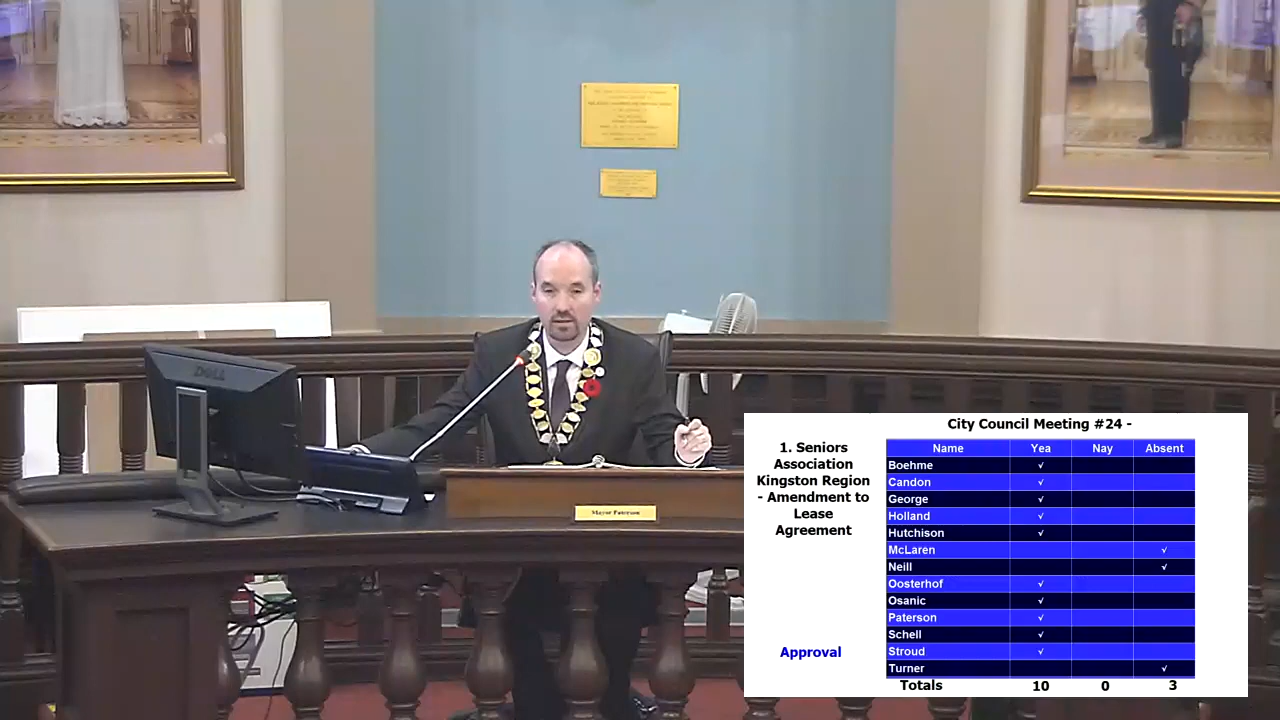 DELL
Mayor Paterson
City Council Meeting #24 -
1. Seniors
Association
Kingston Region
- Amendment to
Lease
Agreement
Approval
Name Yea Nay Absent
Boehme √
Candon √
George √
Holland √
Hutchison √
McLaren √
Neill √
Oosterhof √
Osanic √
Paterson √
Schell √
Stroud √
Turner √
Totals 10 0 3